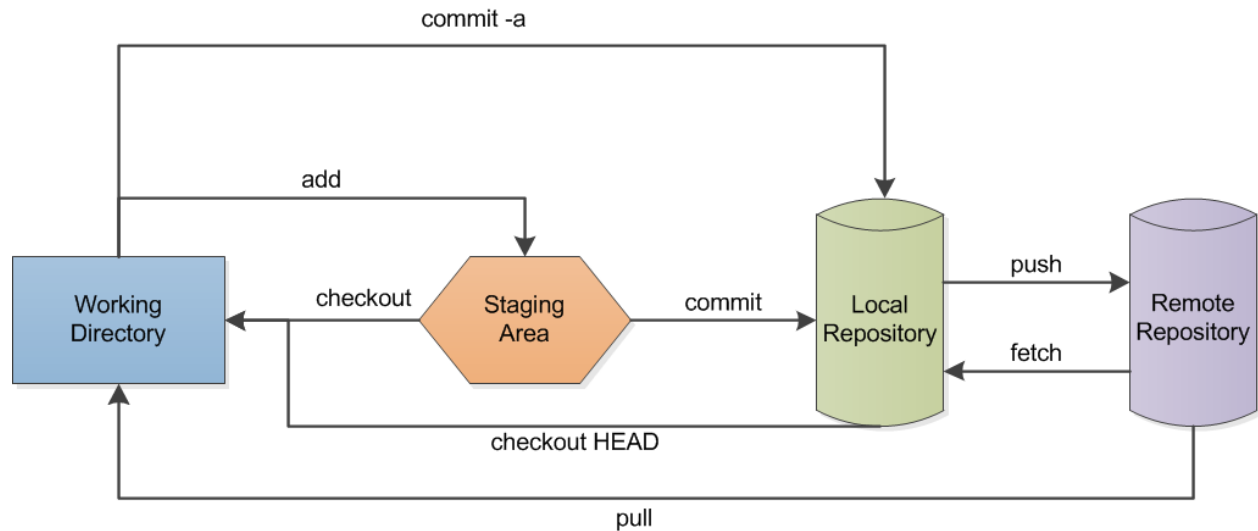 commit -a
add
Working
Directory
checkout
Staging
Area
commit
Local
Repository
push
fetch
Remote
Repository
checkout HEAD
pull